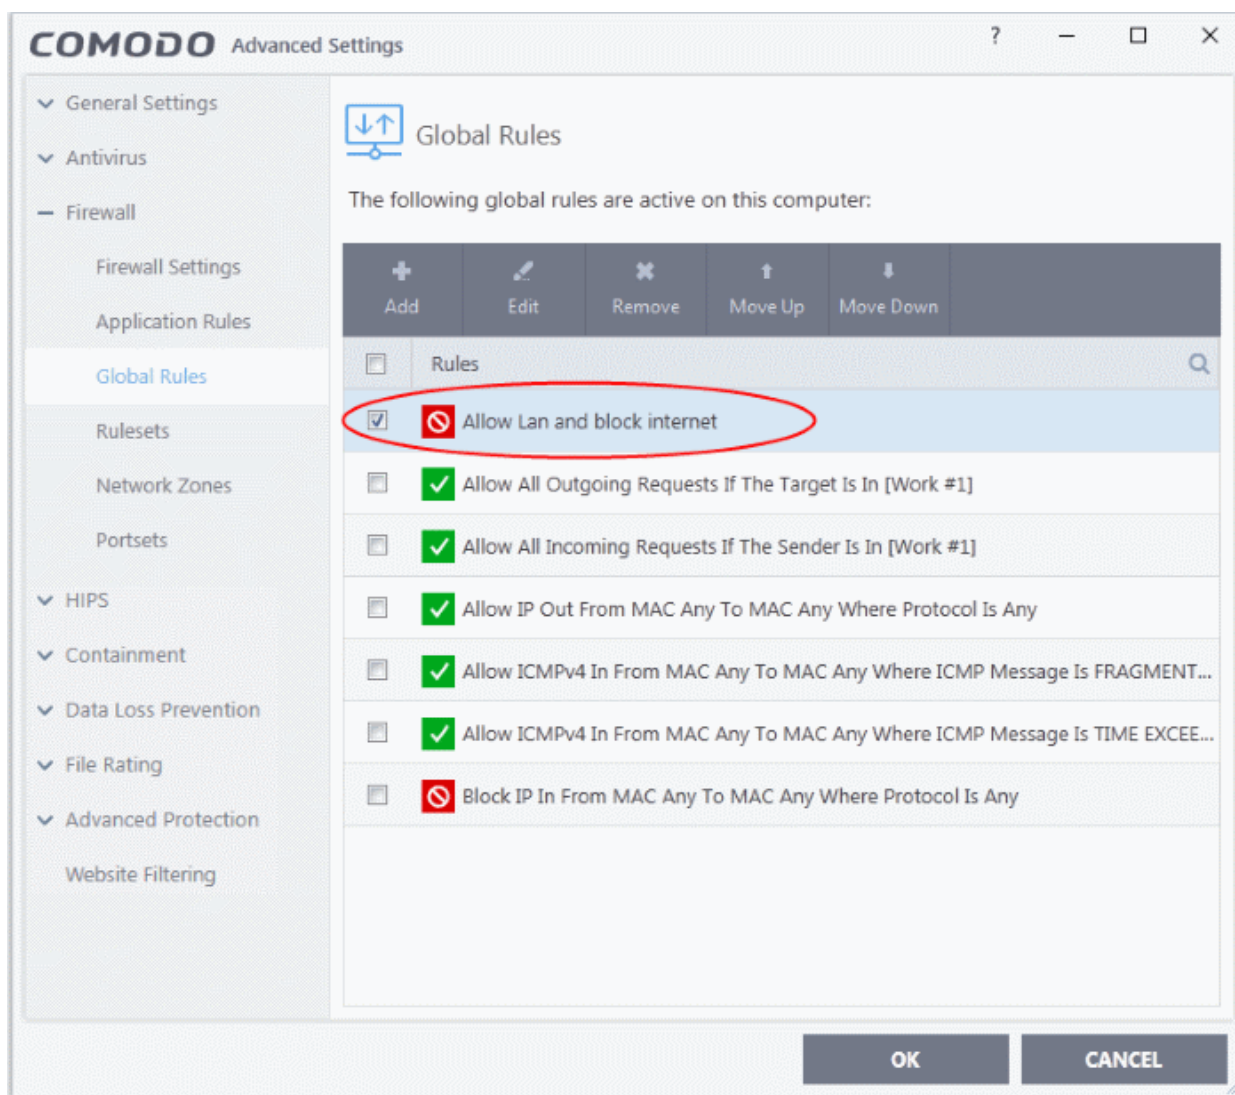 COMODO Advanced Settings
?
General Settings
Antivirus
Firewall
Firewall Settings
Application Rules
Global Rules
Rulesets
Network Zones
Portsets
HIPS
Containment
Data Loss Prevention
File Rating
Advanced Protection
Website Filtering
Global Rules
The following global rules are active on this computer:
Add Edit Remove Move Up Move Down
Rules
Allow Lan and block internet
Allow All Outgoing Requests If The Target Is In [Work #1]
Allow All Incoming Requests If The Sender Is In [Work #1]
Allow IP Out From MAC Any To MAC Any Where Protocol Is Any
Allow ICMPv4 In From MAC Any To MAC Any Where ICMP Message Is FRAGMENT...
Allow ICMPv4 In From MAC Any To MAC Any Where ICMP Message Is TIME EXCEE...
Block IP In From MAC Any To MAC Any Where Protocol Is Any
OK CANCEL